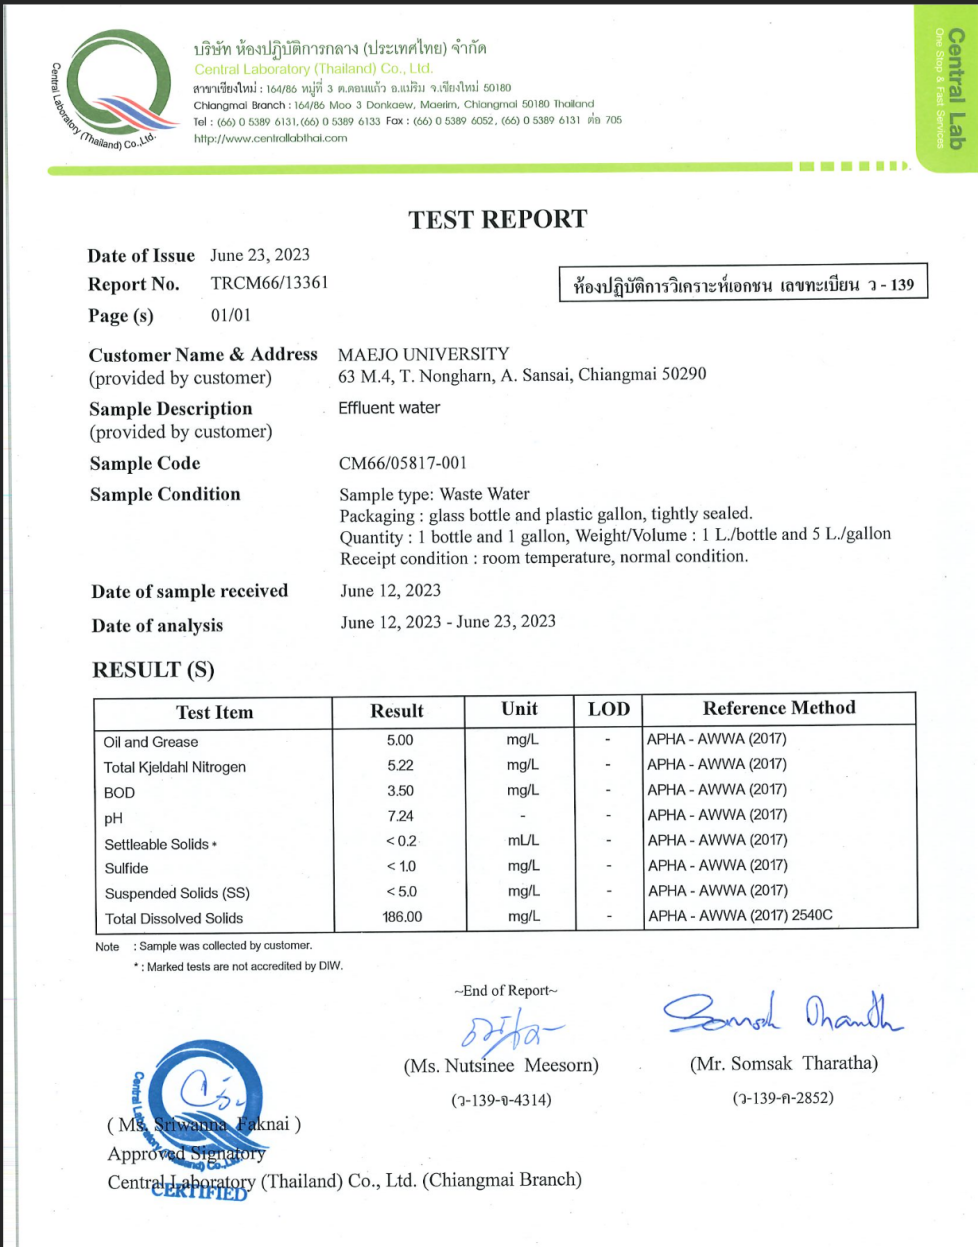 บริษัท ห้องปฏิบัติการกลาง (ประเทศไทย) จำกัด
Central Laboratory (Thailand) Co., Ltd.
สาขาเชียงใหม่ : 164/86 หมู่ที่ 3 ต.ดอนแก้ว อ.แม่ริม จ.เชียงใหม่ 50180
Chiangmai Branch : 164/86 Moo 3 Donkaew, Maerim, Chiangmai 50180 Thailand
Tel : (66) 0 5389 6131,(66) 0 5389 6133 Fax : (66) 0 5389 6052, (66) 0 5389 6131 ต่อ 705
http://www.centrallabthai.com
Central Laboratory (Thailand) Co.,Ltd.
Central Lab
One Stop & Fast Services
TEST REPORT
Date of Issue June 23, 2023
Report No. TRCM66/13361
ห้องปฏิบัติการวิเคราะห์เอกชน เลขทะเบียน ว - 139
Page (s) 01/01
Customer Name & Address MAEJO UNIVERSITY
(provided by customer) 63 M.4, T. Nongharn, A. Sansai, Chiangmai 50290
Sample Description Effluent water
(provided by customer)
Sample Code CM66/05817-001
Sample Condition Sample type: Waste Water
Packaging : glass bottle and plastic gallon, tightly sealed.
Quantity : 1 bottle and 1 gallon, Weight/Volume : 1 L./bottle and 5 L./gallon
Receipt condition : room temperature, normal condition.
Date of sample received June 12, 2023
Date of analysis June 12, 2023 - June 23, 2023
RESULT (S)
Test Item Result Unit LOD Reference Method
Oil and Grease 5.00 mg/L - APHA - AWWA (2017)
Total Kjeldahl Nitrogen 5.22 mg/L - APHA - AWWA (2017)
BOD 3.50 mg/L - APHA - AWWA (2017)
pH 7.24 - - APHA - AWWA (2017)
Settleable Solids * < 0.2 mL/L - APHA - AWWA (2017)
Sulfide < 1.0 mg/L - APHA - AWWA (2017)
Suspended Solids (SS) < 5.0 mg/L - APHA - AWWA (2017)
Total Dissolved Solids 186.00 mg/L - APHA - AWWA (2017) 2540C
Note : Sample was collected by customer.
* : Marked tests are not accredited by DIW.
~End of Report~
(Ms. Nutsinee Meesorn)
(ว-139-จ-4314)
Somsak Tharath
(Mr. Somsak Tharatha)
(ว-139-ค-2852)
( Ms. Sriwanna Faknai )
Approved Signatory
Central Laboratory (Thailand) Co., Ltd. (Chiangmai Branch)
CERTIFIED